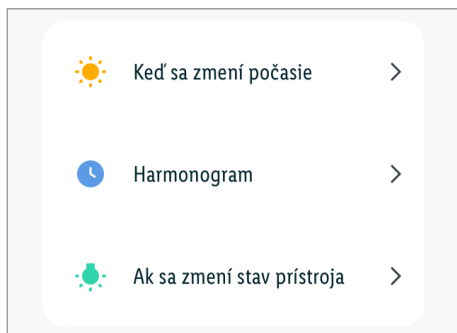 Keď sa zmení počasie
Harmonogram
Ak sa zmení stav prístroja